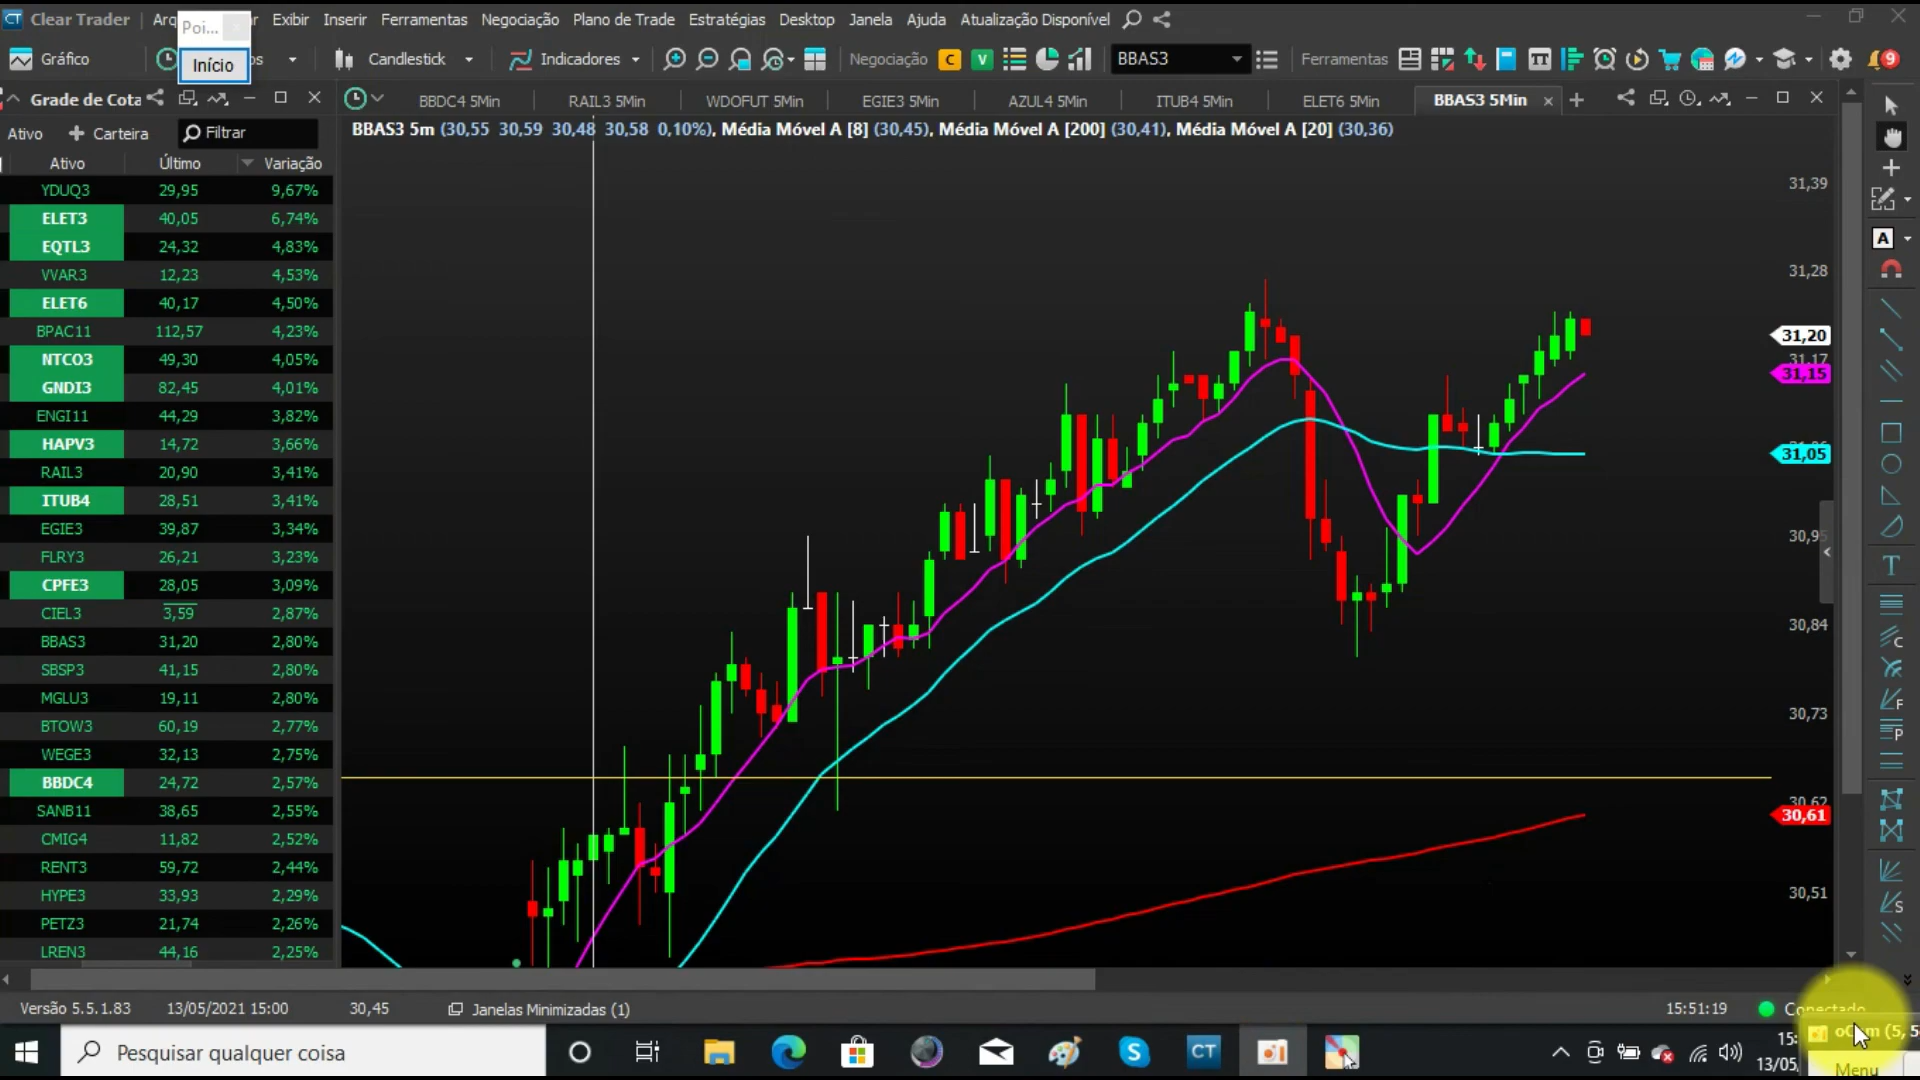 Clear Trader Exibir Inserir Ferramentas Negociação Plano de Trade Estratégias Desktop Janela Ajuda Atualização Disponível
Poi...
Início
Gráfico Candlestick Indicadores Negociação C V BBAS3 Ferramentas 9
Grade de Cota
BBDC4 5Min RAIL3 5Min WDOFUT 5Min EGIE3 5Min AZUL4 5Min ITUB4 5Min ELET6 5Min BBAS3 5Min
Ativo + Carteira Filtrar
BBAS3 5m (30,55 30,59 30,48 30,58 0,10%), Média Móvel A [8] (30,45), Média Móvel A [200] (30,41), Média Móvel A [20] (30,36)
Ativo Último Variação
YDUQ3 29,95 9,67%
ELET3 40,05 6,74%
EQTL3 24,32 4,83%
VVAR3 12,23 4,53%
ELET6 40,17 4,50%
BPAC11 112,57 4,23%
NTCO3 49,30 4,05%
GNDI3 82,45 4,01%
ENGI11 44,29 3,82%
HAPV3 14,72 3,66%
RAIL3 20,90 3,41%
ITUB4 28,51 3,41%
EGIE3 39,87 3,34%
FLRY3 26,21 3,23%
CPFE3 28,05 3,09%
CIEL3 3,59 2,87%
BBAS3 31,20 2,80%
SBSP3 41,15 2,80%
MGLU3 19,11 2,80%
BTOW3 60,19 2,77%
WEGE3 32,13 2,75%
BBDC4 24,72 2,57%
SANB11 38,65 2,55%
CMIG4 11,82 2,52%
RENT3 59,72 2,44%
HYPE3 33,93 2,29%
PETZ3 21,74 2,26%
LREN3 44,16 2,25%
31,39
31,28
31,20
31,17
31,15
31,05
30,95
30,84
30,73
30,62
30,61
30,51
A
T
C
F
P
S
Versão 5.5.1.83 13/05/2021 15:00 30,45 Janelas Minimizadas (1) 15:51:19 Conectado
Pesquisar qualquer coisa
CT
15:
13/05
Menu